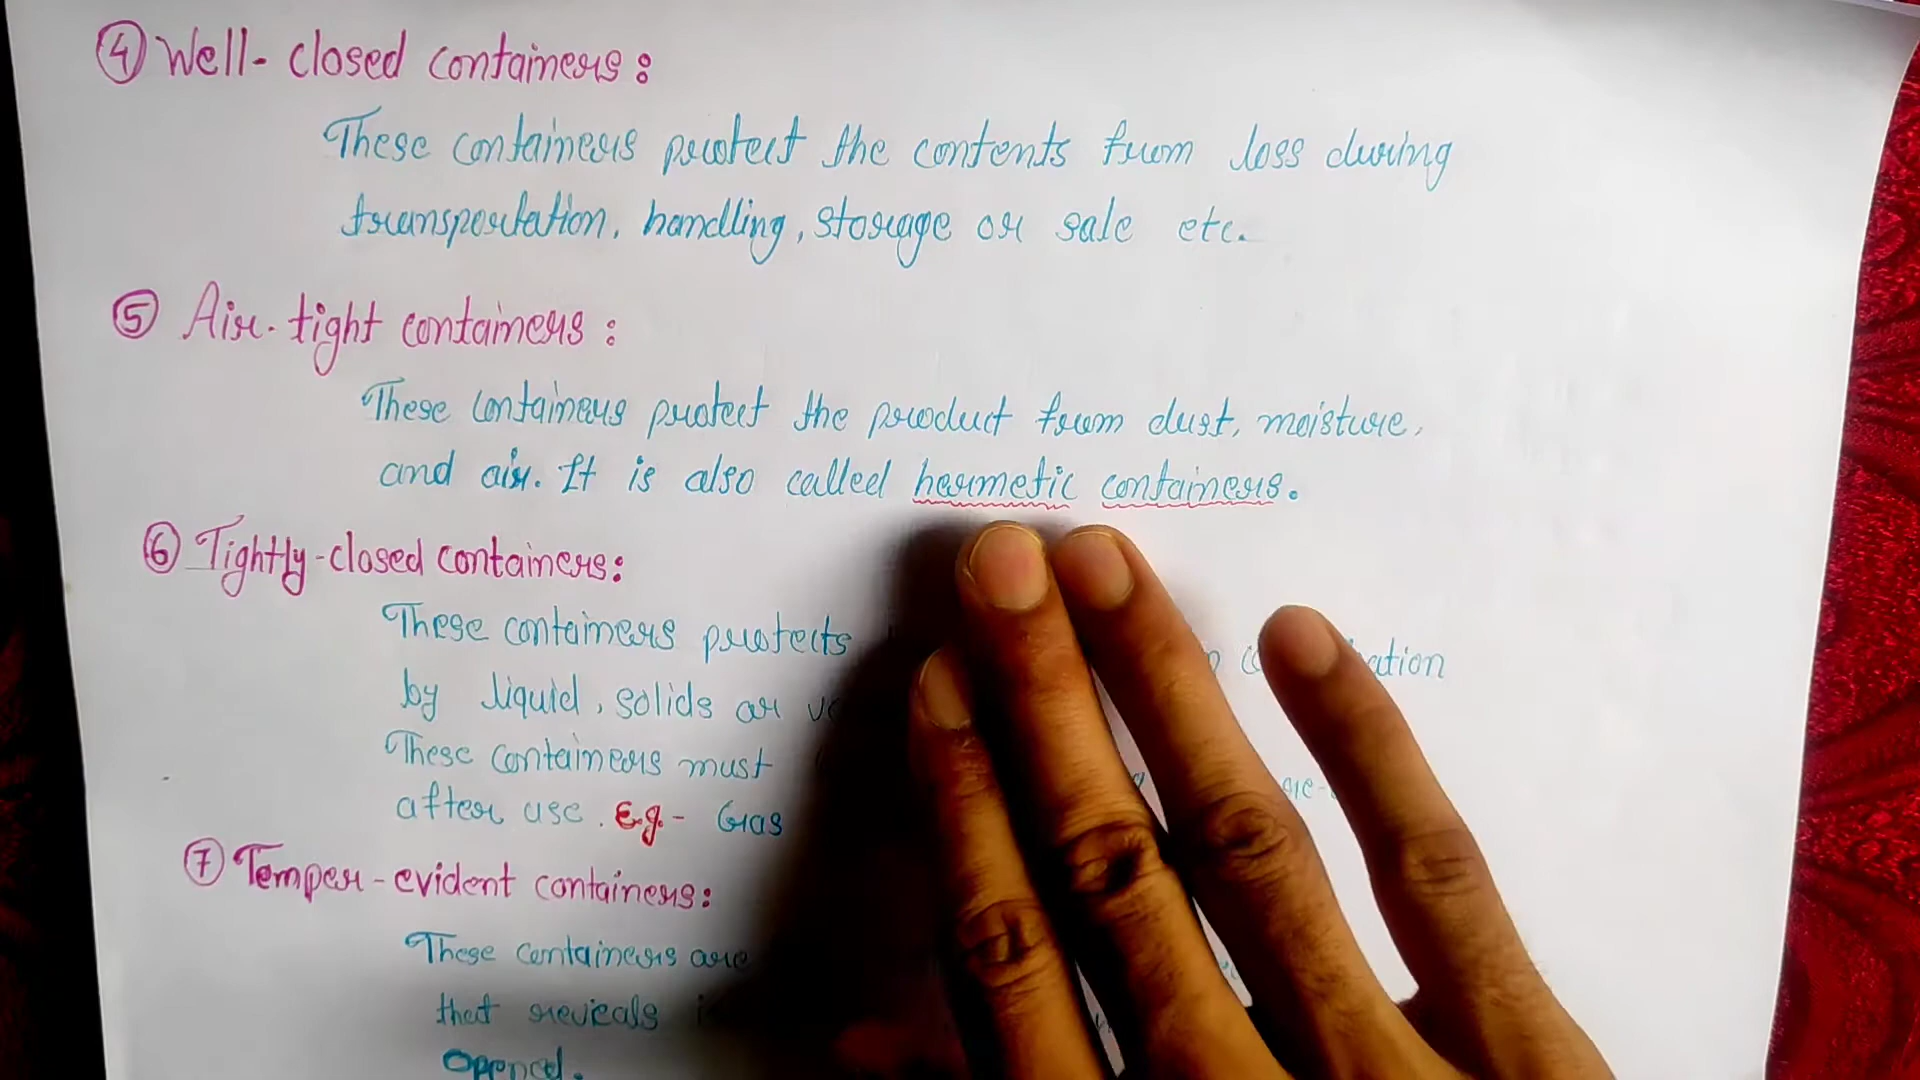 ④ Well-closed containers:
These containers protect the contents from loss during
transportation, handling, storage or sale etc.
⑤ Air-tight containers:
These containers protect the product from dust, moisture,
and air. It is also called hermetic containers.
⑥ Tightly-closed containers:
These containers protects
by liquid, solids or
These containers must
after use. E.g.- Gas
⑦ Temper-evident containers:
These containers are
that reveals
opened.